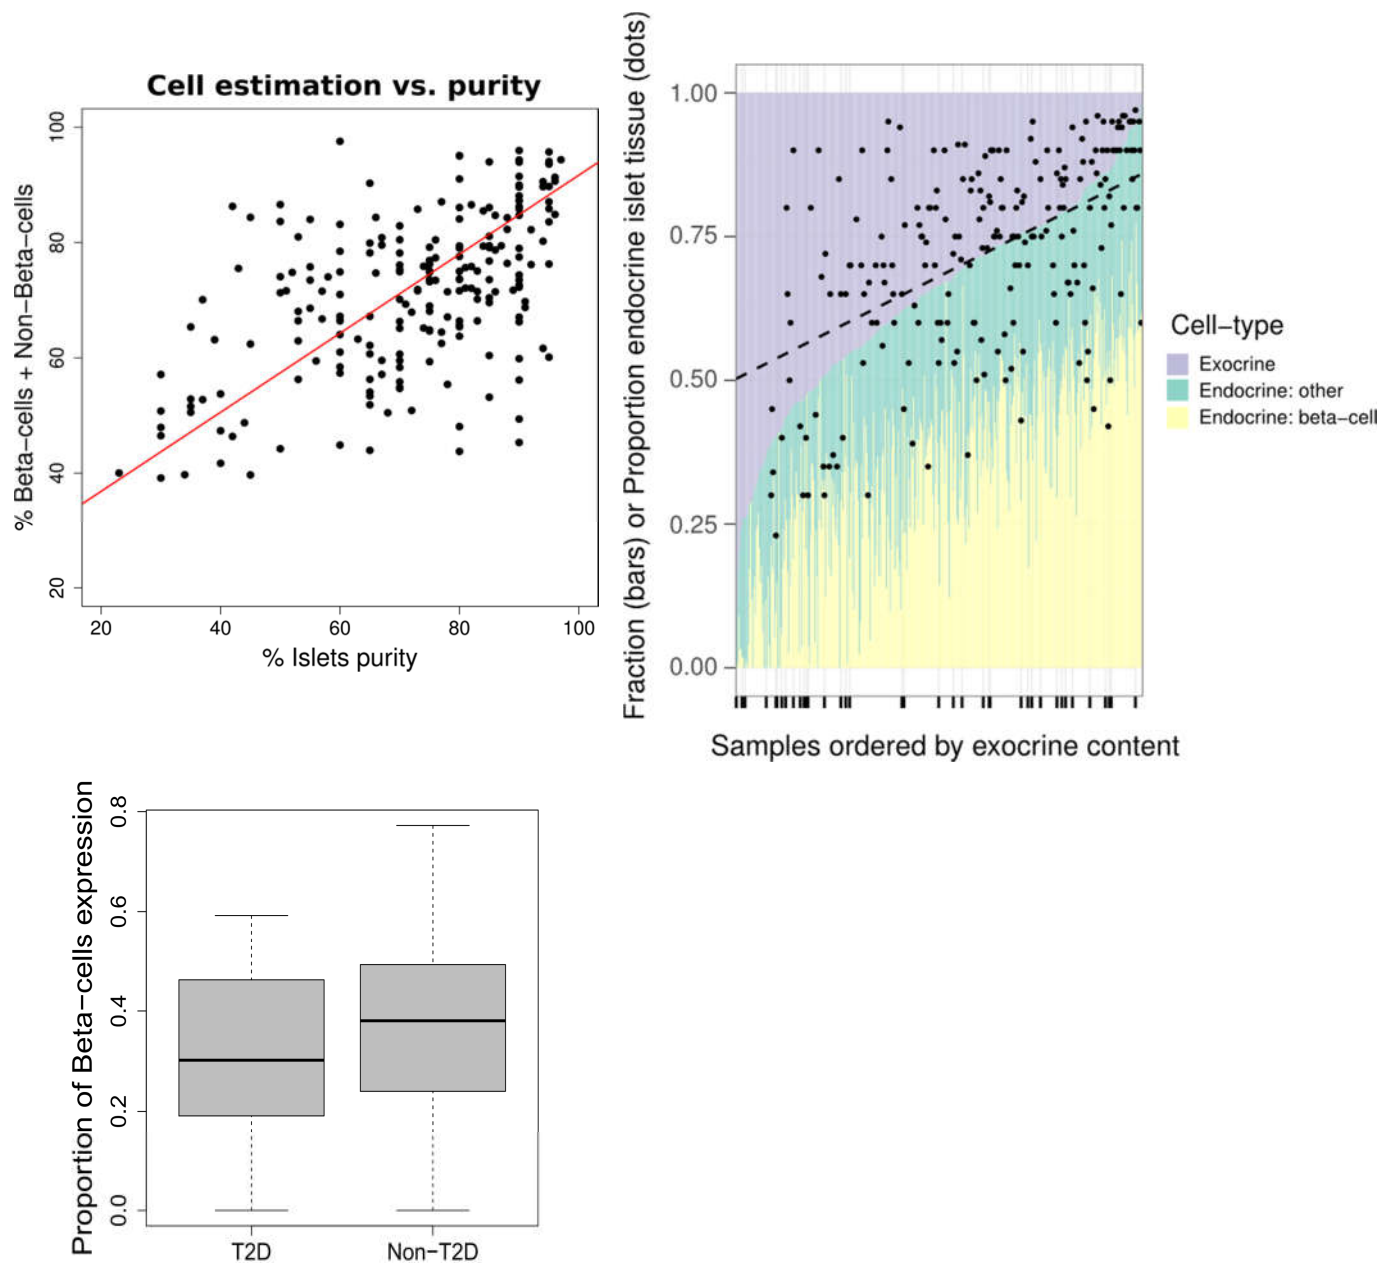 Cell estimation vs. purity
% Beta−cells + Non−Beta−cells
100
80
60
40
20
20 40 60 80 100
% Islets purity
Fraction (bars) or Proportion endocrine islet tissue (dots)
1.00
0.75
0.50
0.25
0.00
Samples ordered by exocrine content
Cell−type
Exocrine
Endocrine: other
Endocrine: beta−cell
Proportion of Beta−cells expression
0.8
0.6
0.4
0.2
0.0
T2D Non−T2D